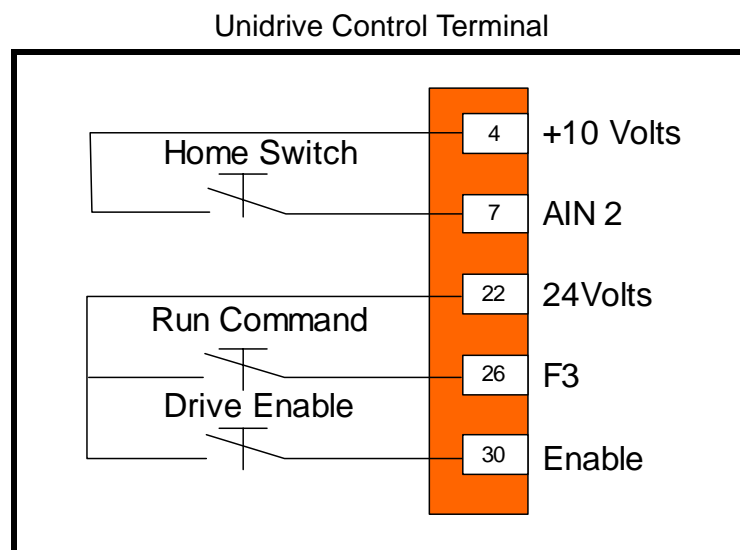 Unidrive Control Terminal
4 +10 Volts
Home Switch
7 AIN 2
22 24Volts
Run Command
26 F3
Drive Enable
30 Enable